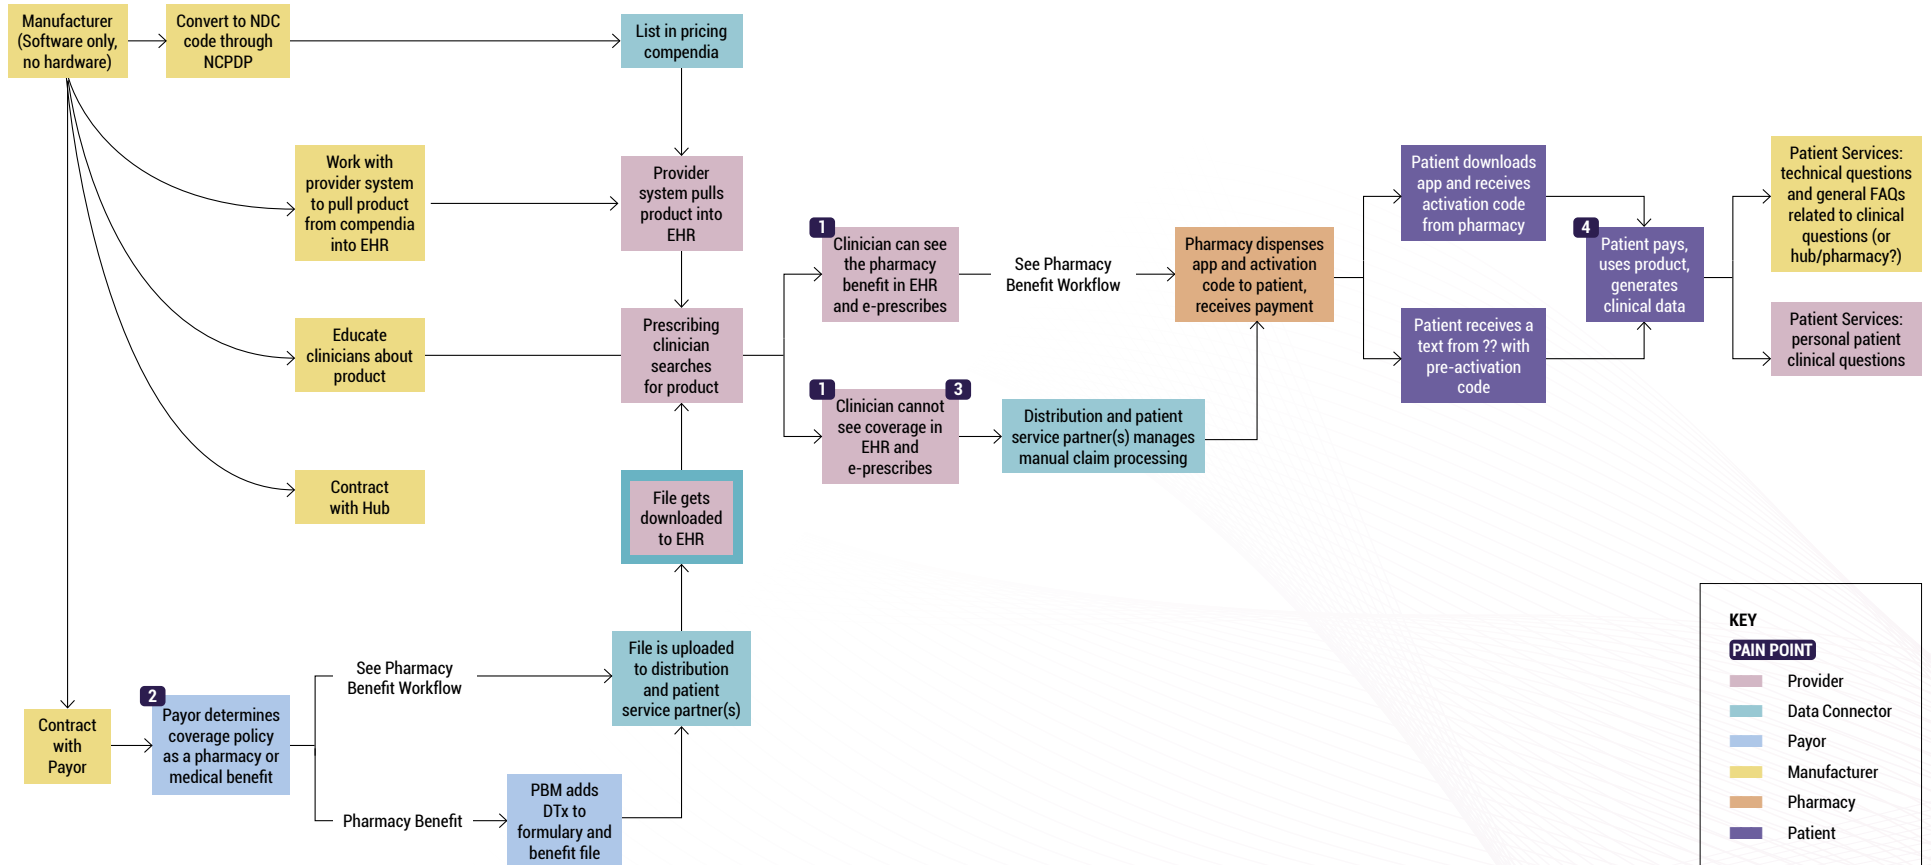 Manufacturer
(Software only,
no hardware)
Convert to NDC
code through
NCPDP
List in pricing
compendia
Work with
provider system
to pull product
from compendia
into EHR
Provider
system pulls
product into
EHR
Educate
clinicians about
product
Prescribing
clinician
searches
for product
Contract
with Hub
File gets
downloaded
to EHR
File is uploaded
to distribution
and patient
service partner(s)
See Pharmacy
Benefit Workflow
Contract
with
Payor
2
Payor determines
coverage policy
as a pharmacy or
medical benefit
Pharmacy Benefit
PBM adds
DTx to
formulary and
benefit file
1
Clinician can see
the pharmacy
benefit in EHR
and e-prescribes
See Pharmacy
Benefit Workflow
1
3
Clinician cannot
see coverage in
EHR and
e-prescribes
Distribution and patient
service partner(s) manages
manual claim processing
Pharmacy dispenses
app and activation
code to patient,
receives payment
Patient downloads
app and receives
activation code
from pharmacy
Patient receives a
text from ?? with
pre-activation
code
4
Patient pays,
uses product,
generates
clinical data
Patient Services:
technical questions
and general FAQs
related to clinical
questions (or
hub/pharmacy?)
Patient Services:
personal patient
clinical questions
KEY
PAIN POINT
Provider
Data Connector
Payor
Manufacturer
Pharmacy
Patient